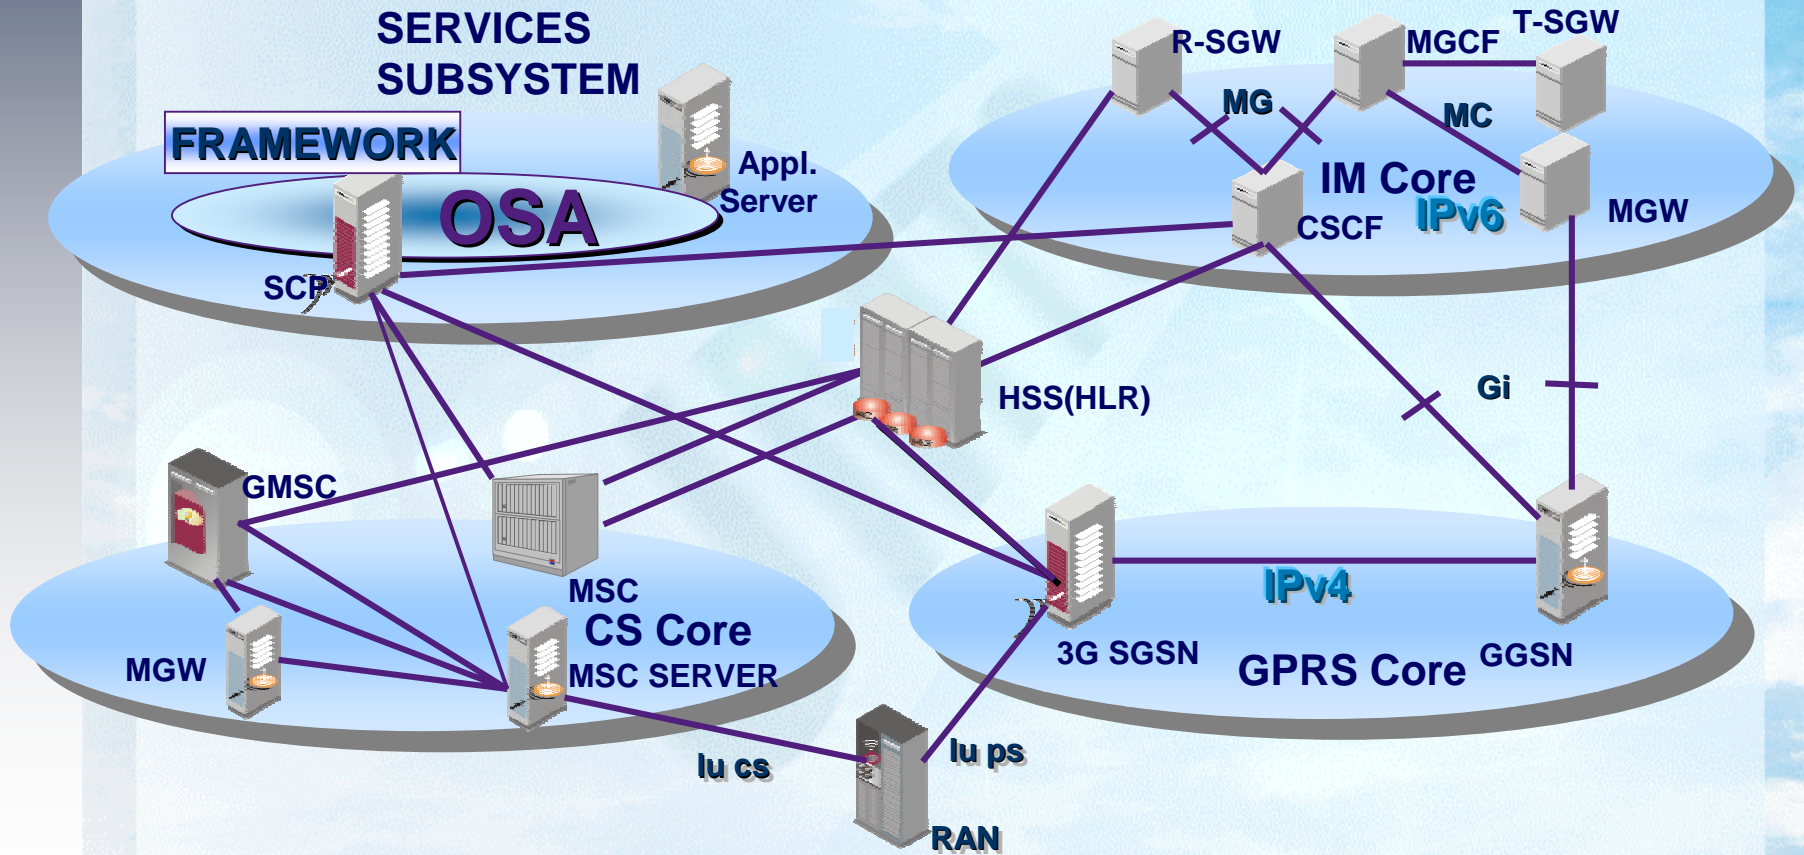 SERVICES
SUBSYSTEM
FRAMEWORK
OSA
Appl.
Server
SCP
R-SGW
MGCF
T-SGW
MG
MC
IM Core
IPv6
CSCF
MGW
HSS(HLR)
Gi
GMSC
MSC
CS Core
MGW
MSC SERVER
IPv4
3G SGSN
GPRS Core
GGSN
Iu cs
Iu ps
RAN